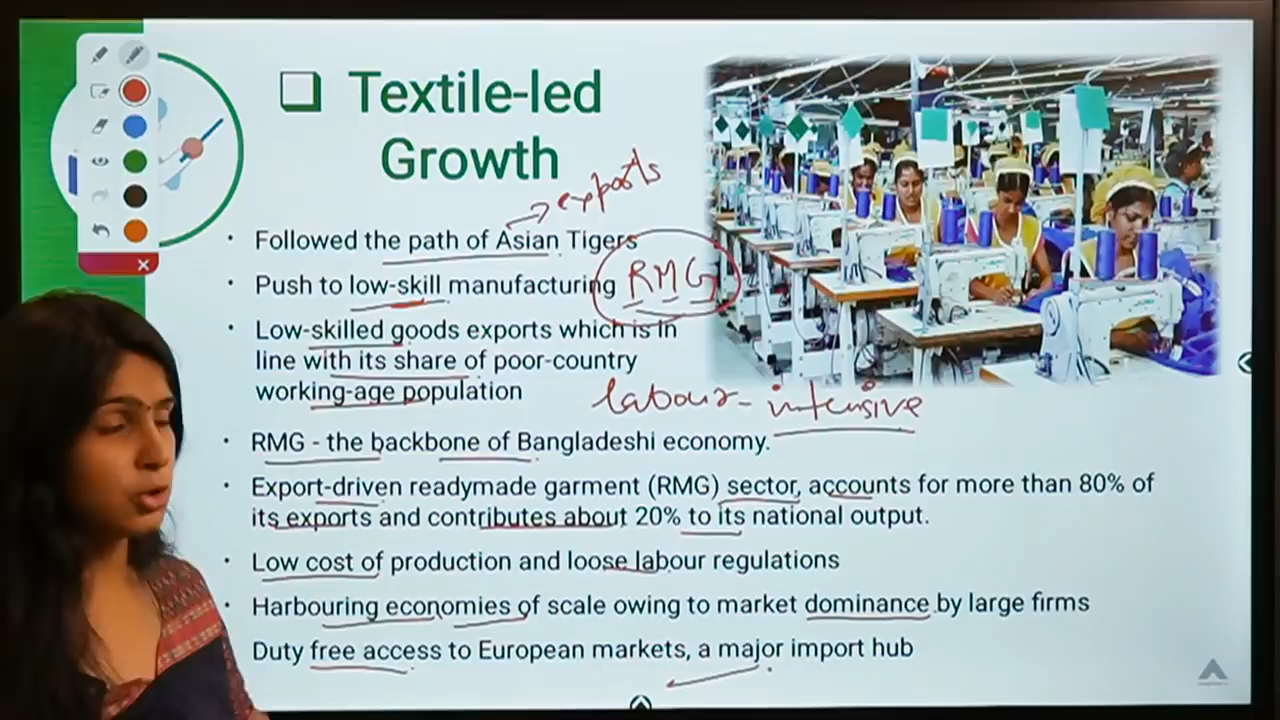 Textile-led
Growth
exports
Followed the path of Asian Tigers
Push to low-skill manufacturing RMG
Low-skilled goods exports which is in
line with its share of poor-country
working-age population
labour-intensive
RMG - the backbone of Bangladeshi economy.
Export-driven readymade garment (RMG) sector, accounts for more than 80% of
its exports and contributes about 20% to its national output.
Low cost of production and loose labour regulations
Harbouring economies of scale owing to market dominance by large firms
Duty free access to European markets, a major import hub